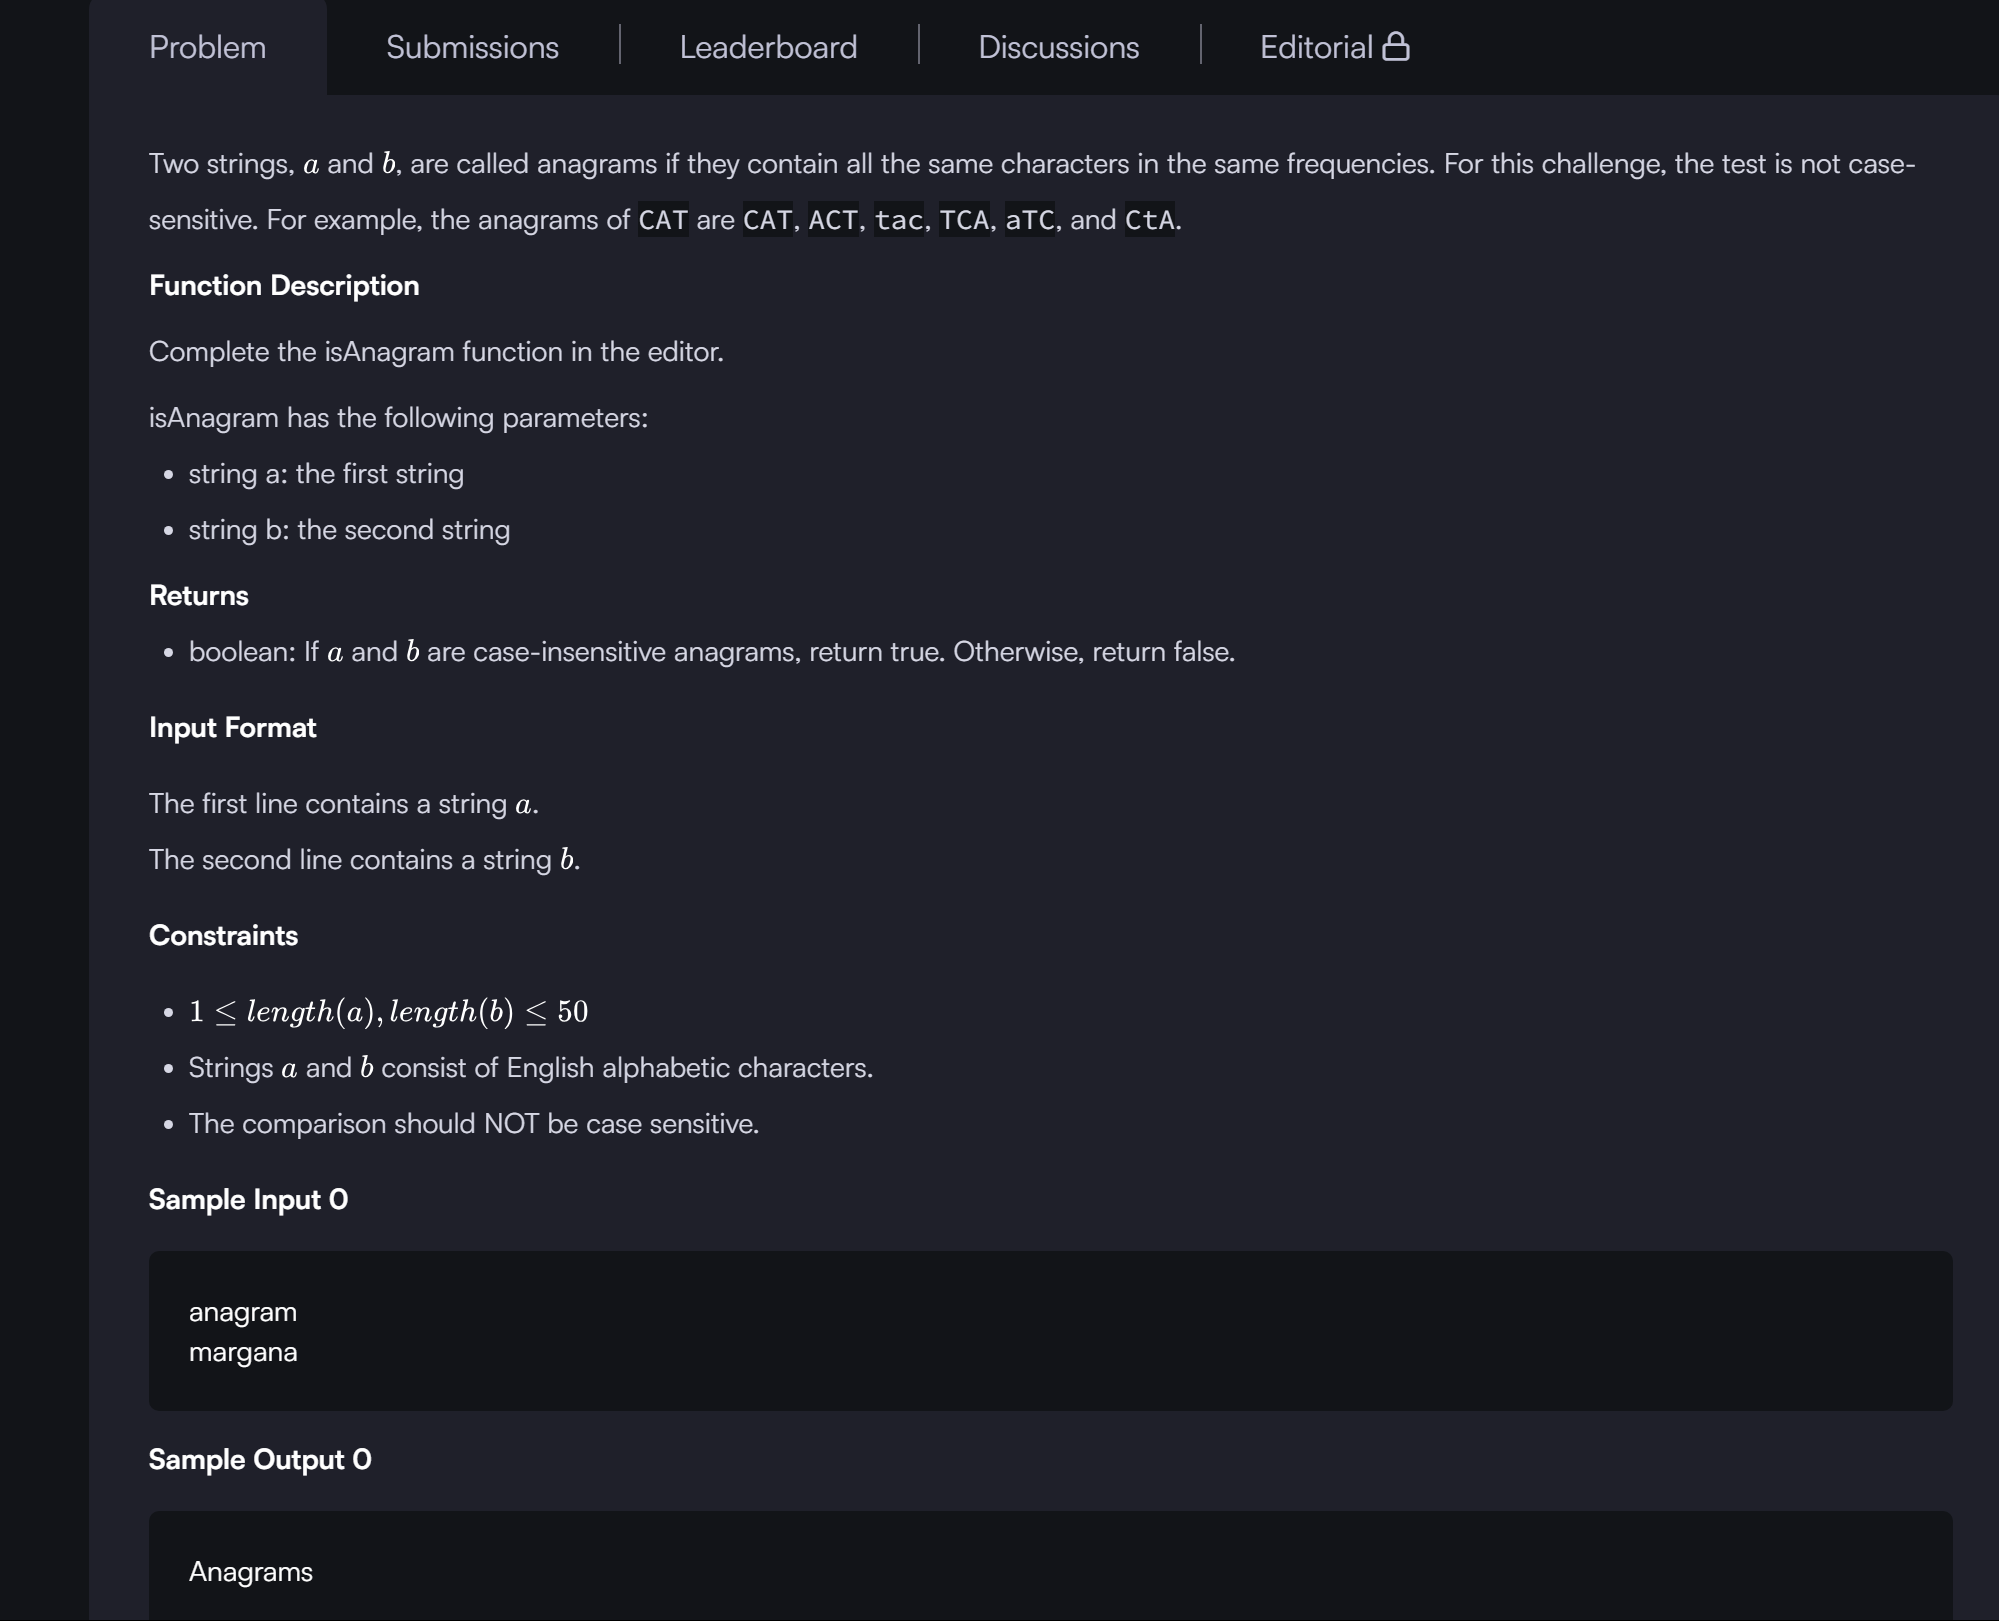 Problem
Submissions
Leaderboard
Discussions
Editorial
Two strings, a and b, are called anagrams if they contain all the same characters in the same frequencies. For this challenge, the test is not case-
sensitive. For example, the anagrams of CAT are CAT, ACT, tac, TCA, aTC, and CtA.
Function Description
Complete the isAnagram function in the editor.
isAnagram has the following parameters:
• string a: the first string
• string b: the second string
Returns
• boolean: If a and b are case-insensitive anagrams, return true. Otherwise, return false.
Input Format
The first line contains a string a.
The second line contains a string b.
Constraints
• 1 ≤ length(a), length(b) ≤ 50
• Strings a and b consist of English alphabetic characters.
• The comparison should NOT be case sensitive.
Sample Input 0
anagram
margana
Sample Output 0
Anagrams